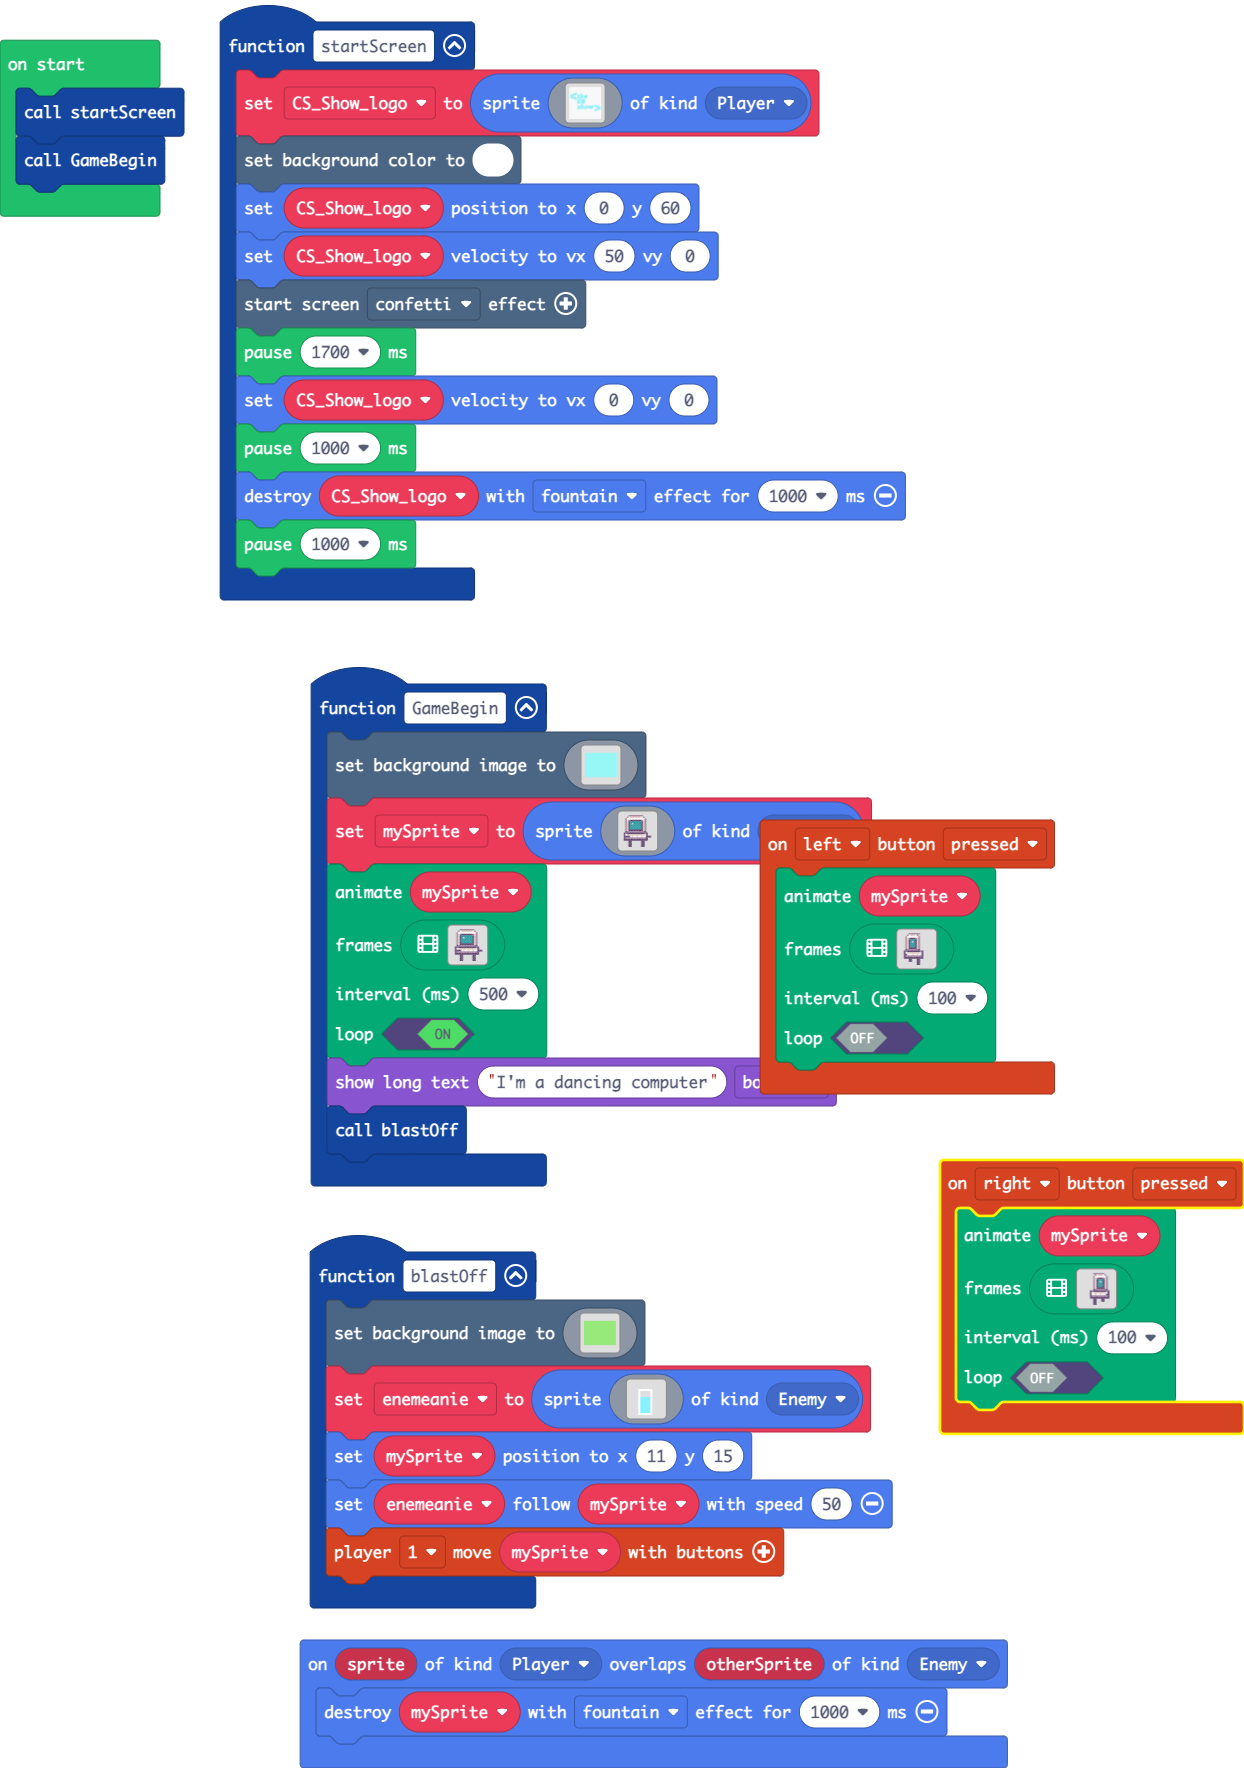 on start
call startScreen
call GameBegin
function startScreen
set CS_Show_logo to sprite of kind Player
set background color to
set CS_Show_logo position to x 0 y 60
set CS_Show_logo velocity to vx 50 vy 0
start screen confetti effect
pause 1700 ms
set CS_Show_logo velocity to vx 0 vy 0
pause 1000 ms
destroy CS_Show_logo with fountain effect for 1000 ms
pause 1000 ms
function GameBegin
set background image to
set mySprite to sprite of kind
animate mySprite
frames
interval (ms) 500
loop ON
show long text "I'm a dancing computer" bo
call blastOff
on left button pressed
animate mySprite
frames
interval (ms) 100
loop OFF
on right button pressed
animate mySprite
frames
interval (ms) 100
loop OFF
function blastOff
set background image to
set enemeanie to sprite of kind Enemy
set mySprite position to x 11 y 15
set enemeanie follow mySprite with speed 50
player 1 move mySprite with buttons
on sprite of kind Player overlaps otherSprite of kind Enemy
destroy mySprite with fountain effect for 1000 ms